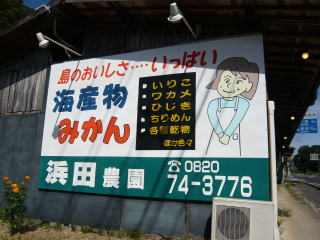 島のおいしさ‥‥いっぱい
海産物
みかん
・いりこ
・ワカメ
・ひじき
・ちりめん
・各種乾物
ほか色々
浜田農園
☎0820
74-3776